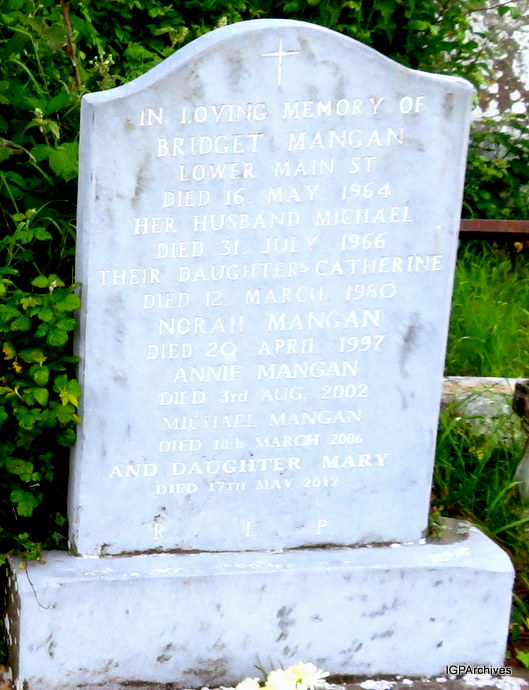 IN LOVING MEMORY OF
BRIDGET MANGAN
LOWER MAIN ST
DIED 16 MAY 1964
HER HUSBAND MICHAEL
DIED 31 JULY 1966
THEIR DAUGHTERS CATHERINE
DIED 12 MARCH 1980
NORAH MANGAN
DIED 20 APRIL 1997
ANNIE MANGAN
DIED 3rd AUG 2002
MICHAEL MANGAN
DIED 10th MARCH 2006
AND DAUGHTER MARY
DIED 17TH MAY 2012
R I P
IGPArchives